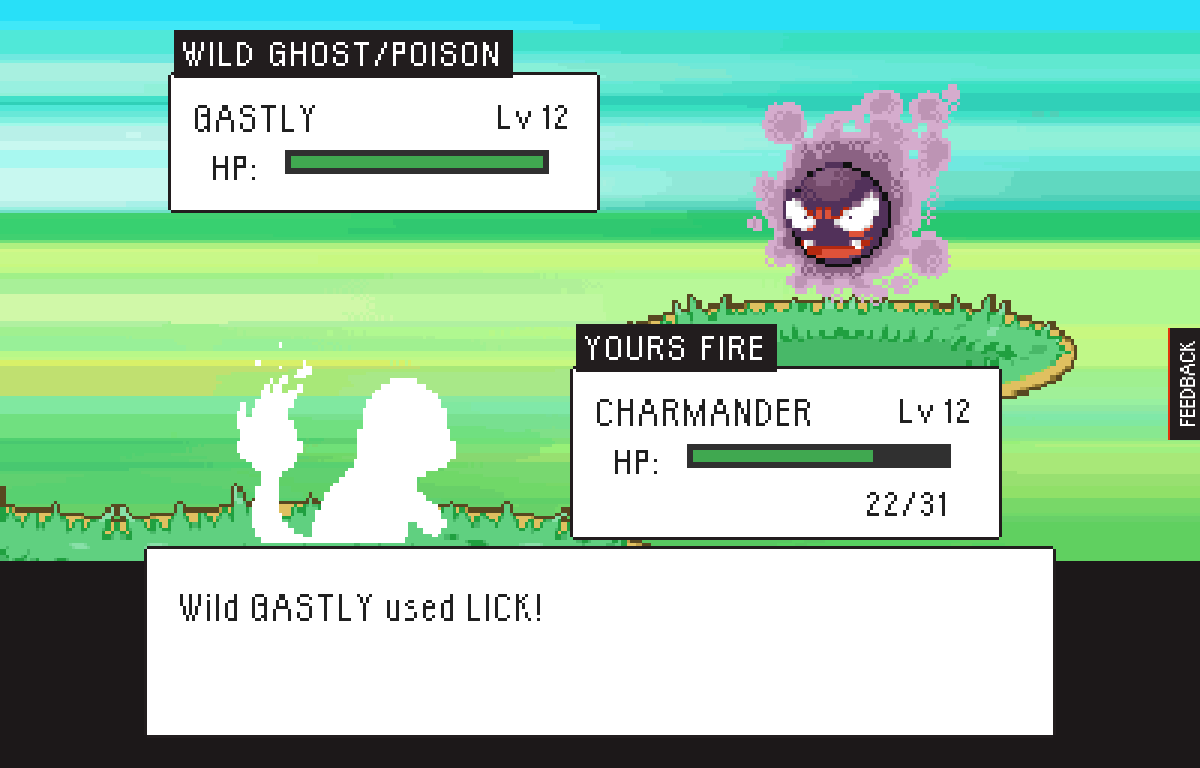 WILD GHOST/POISON
GASTLY Lv 12
HP:
YOURS FIRE
CHARMANDER Lv 12
HP:
22/31
FEEDBACK
Wild GASTLY used LICK!